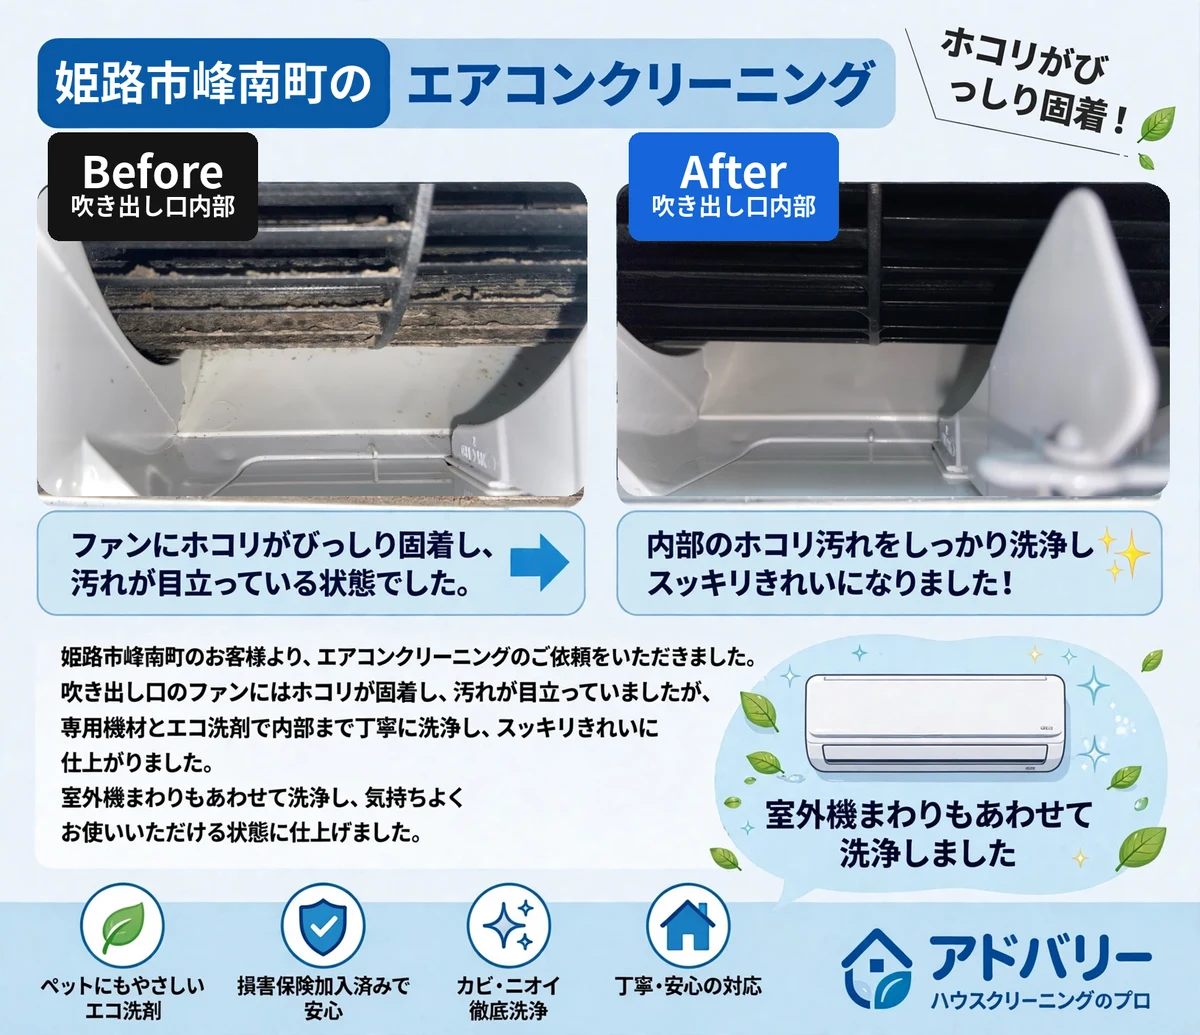 姫路市峰南町の エアコンクリーニング
ホコリがび
っしり固着！
Before
吹き出し口内部
After
吹き出し口内部
ファンにホコリがびっしり固着し、
汚れが目立っている状態でした。
内部のホコリ汚れをしっかり洗浄し
スッキリきれいになりました！
姫路市峰南町のお客様より、エアコンクリーニングのご依頼をいただきました。
吹き出し口のファンにはホコリが固着し、汚れが目立っていましたが、
専用機材とエコ洗剤で内部まで丁寧に洗浄し、スッキリきれいに
仕上がりました。
室外機まわりもあわせて洗浄し、気持ちよく
お使いいただける状態に仕上げました。
室外機まわりもあわせて
洗浄しました
ペットにもやさしい
エコ洗剤
損害保険加入済みで
安心
カビ・ニオイ
徹底洗浄
丁寧・安心の対応
アドバリー
ハウスクリーニングのプロ